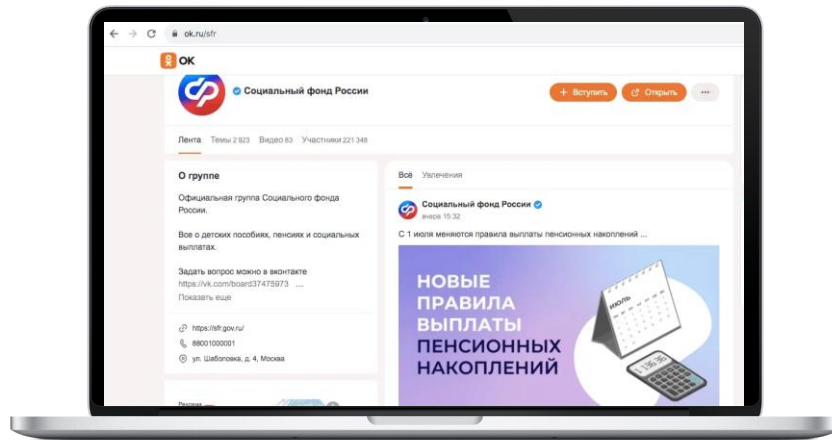 ok.ru/sfr
ОК
Социальный фонд России
+ Вступить
Открыть
Лента Темы 2 923 Видео 83 Участники 221 348
О группе
Официальная группа Социального фонда
России.
Все о детских пособиях, пенсиях и социальных
выплатах.
Задать вопрос можно в вконтакте
https://vk.com/board37475973 ....
Показать еще
https://sfr.gov.ru/
88001000001
ул. Шаболовка, д. 4, Москва
Реклама
Всё Увлечения
Социальный фонд России
вчера 15:32
С 1 июля меняются правила выплаты пенсионных накоплений ...
НОВЫЕ
ПРАВИЛА
ВЫПЛАТЫ
ПЕНСИОННЫХ
НАКОПЛЕНИЙ
ИЮЛЬ